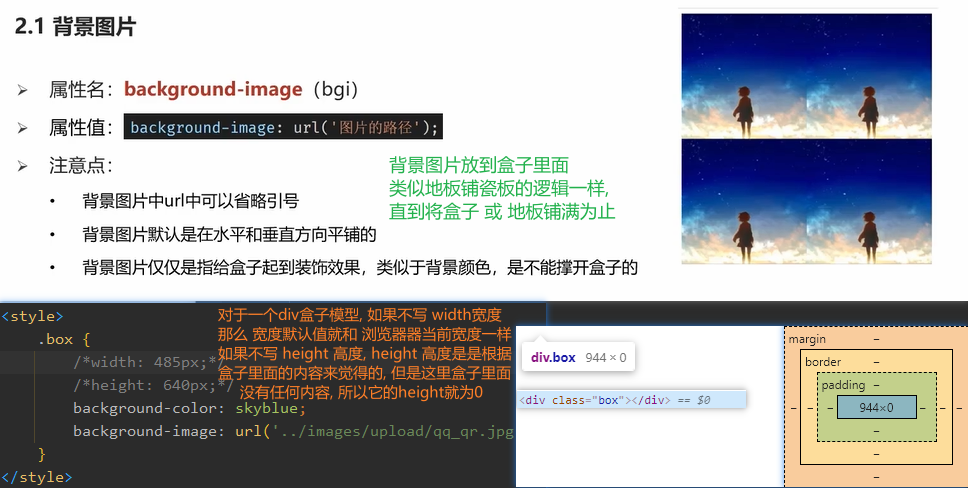 2.1 背景图片
➢ 属性名：background-image（bgi）
➢ 属性值：background-image: url('图片的路径');
➢ 注意点：
• 背景图片中url中可以省略引号
• 背景图片默认是在水平和垂直方向平铺的
• 背景图片仅仅是指给盒子起到装饰效果，类似于背景颜色，是不能撑开盒子的
背景图片放到盒子里面
类似地板铺瓷板的逻辑一样,
直到将盒子 或 地板铺满为止
<style>
.box {
/*width: 485px;*/
/*height: 640px;*/
background-color: skyblue;
background-image: url('../images/upload/qq_qr.jpg
}
</style>
对于一个div盒子模型, 如果不写 width宽度
那么 宽度默认值就和 浏览器器当前宽度一样
如果不写 height 高度, height 高度是是根据
盒子里面的内容来觉得的, 但是这里盒子里面
没有任何内容, 所以它的height就为0
div.box 944 × 0
<div class="box"></div> == $0
margin –
border –
padding –
– – – 944×0 – – –
–
–
–